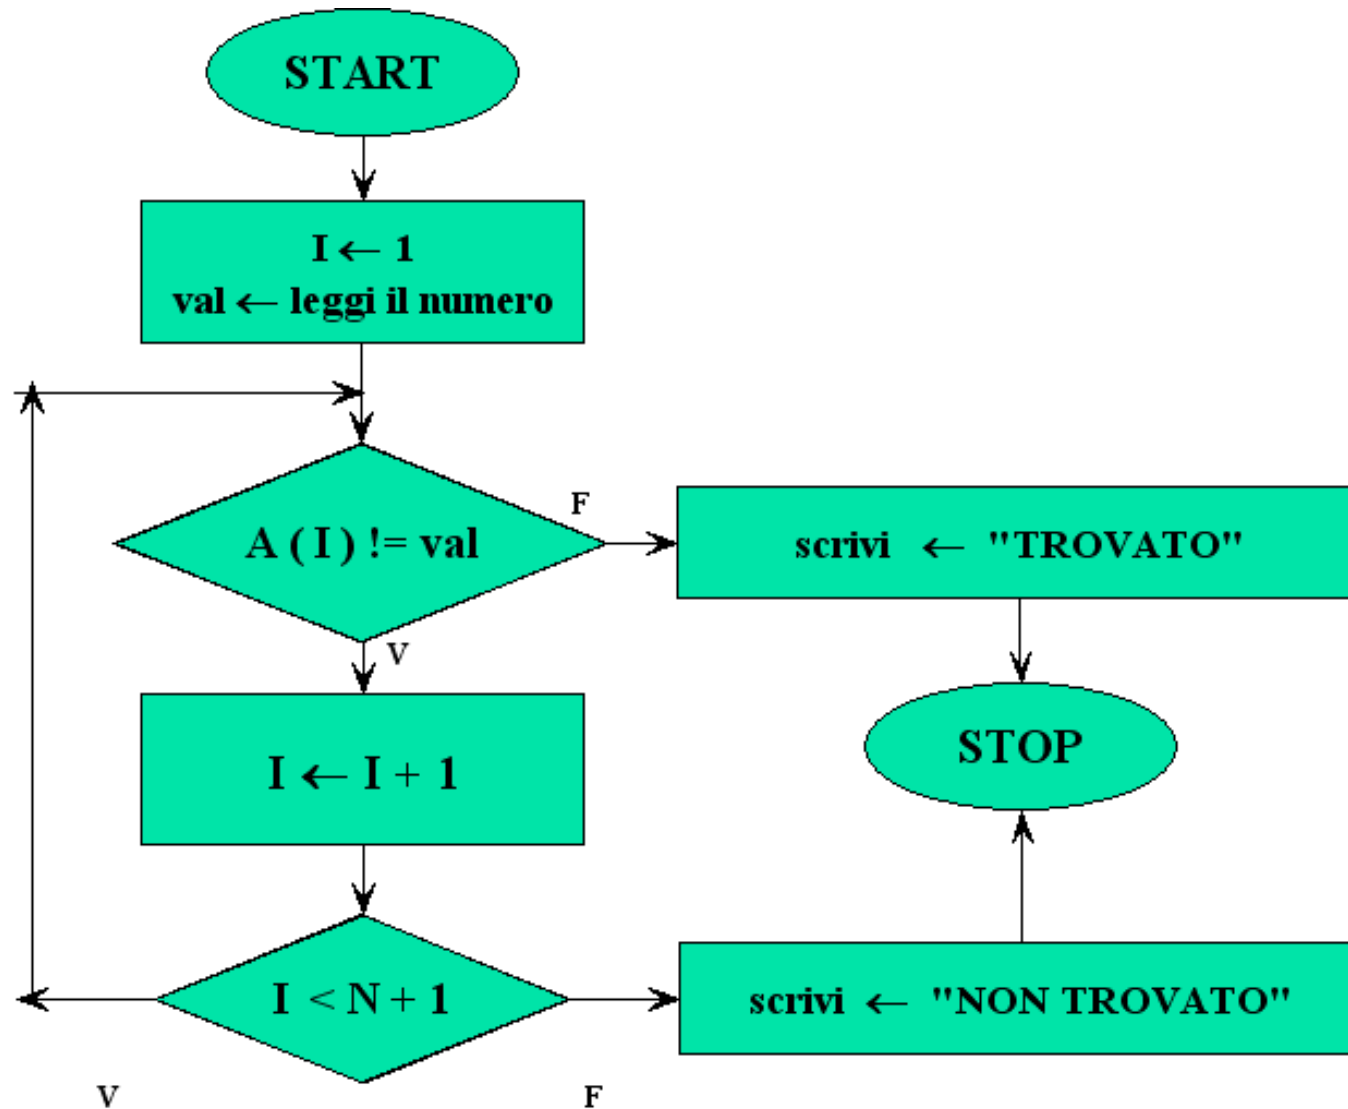 START
I ← 1
val ← leggi il numero
A ( I ) != val
F
scrivi ← "TROVATO"
V
I ← I + 1
STOP
I < N + 1
scrivi ← "NON TROVATO"
V
F